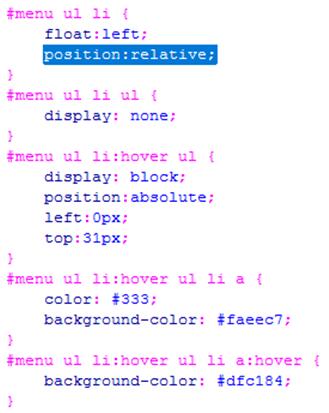 #menu ul li {
float:left;
position:relative;
}
#menu ul li ul {
display: none;
}
#menu ul li:hover ul {
display: block;
position:absolute;
left:0px;
top:31px;
}
#menu ul li:hover ul li a {
color: #333;
background-color: #faeec7;
}
#menu ul li:hover ul li a:hover {
background-color: #dfc184;
}